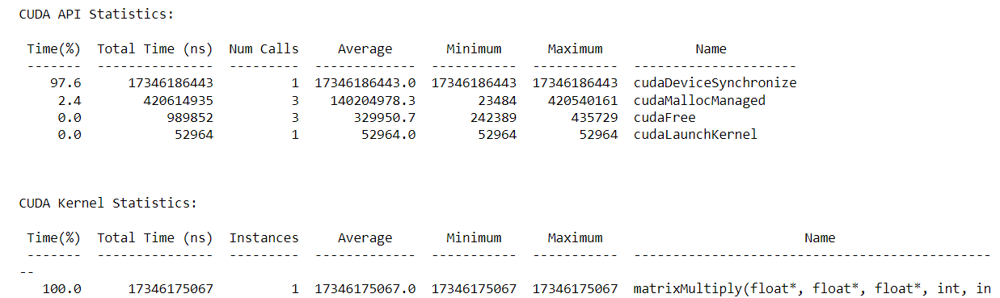 CUDA API Statistics:
Time(%) Total Time (ns) Num Calls Average Minimum Maximum Name
------- --------------- --------- ------------- ----------- ----------- ---------------------
97.6 17346186443 1 17346186443.0 17346186443 17346186443 cudaDeviceSynchronize
2.4 420614935 3 140204978.3 23484 420540161 cudaMallocManaged
0.0 989852 3 329950.7 242389 435729 cudaFree
0.0 52964 1 52964.0 52964 52964 cudaLaunchKernel
CUDA Kernel Statistics:
Time(%) Total Time (ns) Instances Average Minimum Maximum Name
------- --------------- --------- ------------- ----------- ----------- ----------------------------------------------
--
100.0 17346175067 1 17346175067.0 17346175067 17346175067 matrixMultiply(float*, float*, float*, int, in